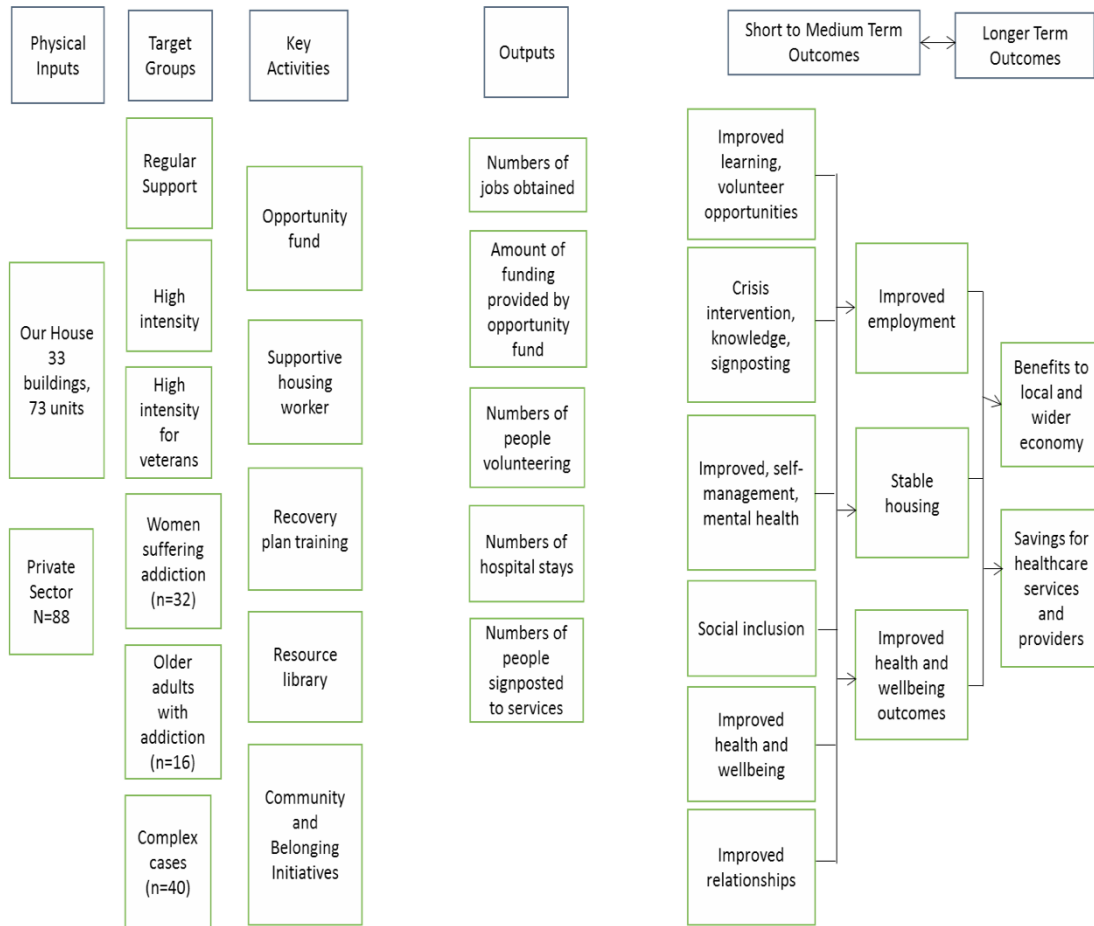 Physical
Inputs
Target
Groups
Key
Activities
Outputs
Short to Medium Term
Outcomes
Longer Term
Outcomes
Our House
33
buildings,
73 units
Private
Sector
N=88
Regular
Support
High
intensity
High
intensity
for
veterans
Women
suffering
addiction
(n=32)
Older
adults
with
addiction
(n=16)
Complex
cases
(n=40)
Opportunity
fund
Supportive
housing
worker
Recovery
plan training
Resource
library
Community
and
Belonging
Initiatives
Numbers of
jobs obtained
Amount of
funding
provided by
opportunity
fund
Numbers of
people
volunteering
Numbers of
hospital stays
Numbers of
people
signposted
to services
Improved
learning,
volunteer
opportunities
Crisis
intervention,
knowledge,
signposting
Improved, self-
management,
mental health
Social inclusion
Improved
health and
wellbeing
Improved
relationships
Improved
employment
Stable
housing
Improved
health and
wellbeing
outcomes
Benefits to
local and
wider
economy
Savings for
healthcare
services
and
providers